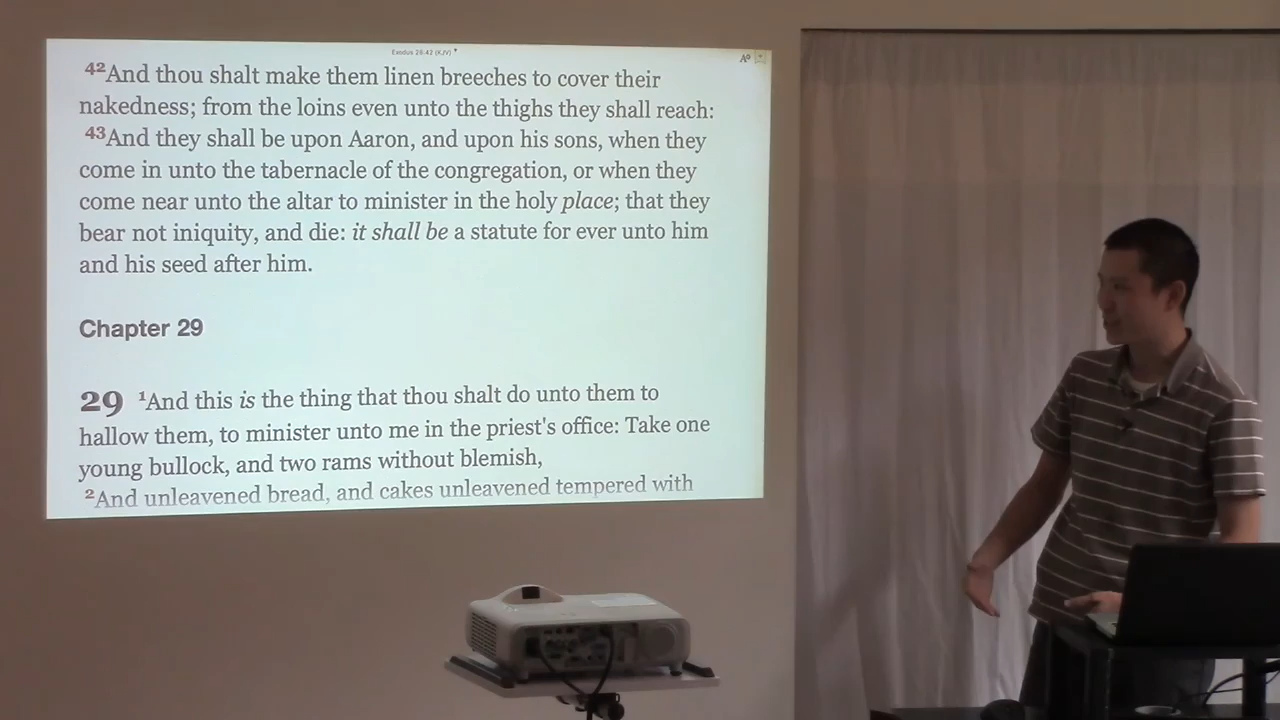 Exodus 28:42 (KJV)
42And thou shalt make them linen breeches to cover their
nakedness; from the loins even unto the thighs they shall reach:
43And they shall be upon Aaron, and upon his sons, when they
come in unto the tabernacle of the congregation, or when they
come near unto the altar to minister in the holy place; that they
bear not iniquity, and die: it shall be a statute for ever unto him
and his seed after him.
Chapter 29
29 1And this is the thing that thou shalt do unto them to
hallow them, to minister unto me in the priest's office: Take one
young bullock, and two rams without blemish,
2And unleavened bread, and cakes unleavened tempered with